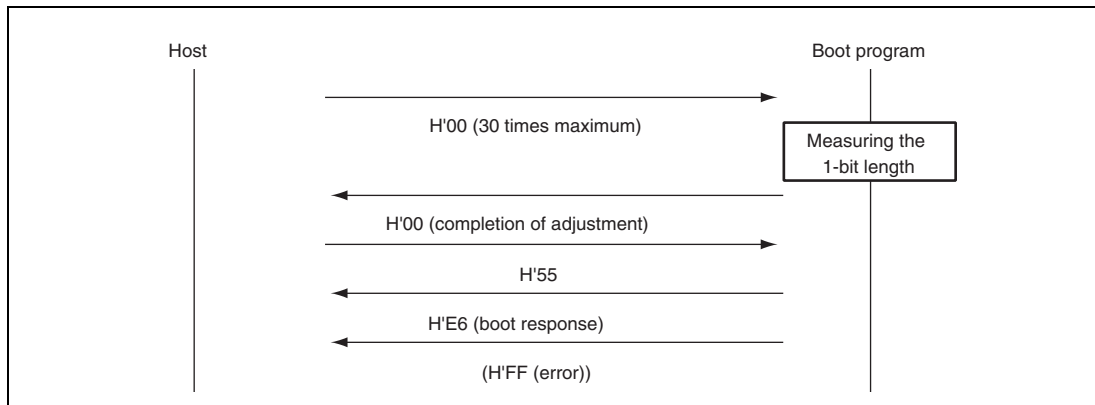 Host
Boot program
H'00 (30 times maximum)
Measuring the
1-bit length
H'00 (completion of adjustment)
H'55
H'E6 (boot response)
(H'FF (error))